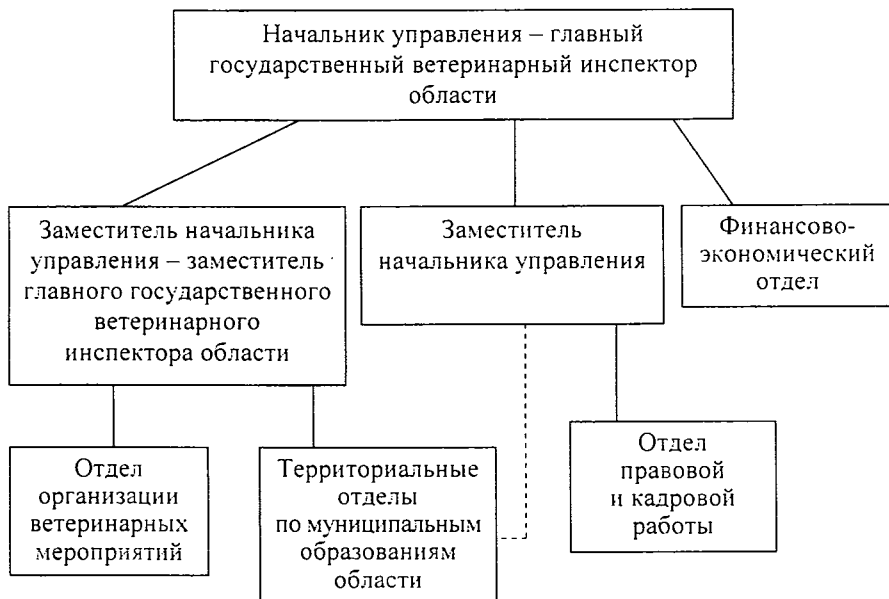 Начальник управления – главный
государственный ветеринарный инспектор
области
Заместитель начальника
управления – заместитель
главного государственного
ветеринарного
инспектора области
Заместитель
начальника управления
Финансово-
экономический
отдел
Отдел
организации
ветеринарных
мероприятий
Территориальные
отделы
по муниципальным
образованиям
области
Отдел
правовой
и кадровой
работы